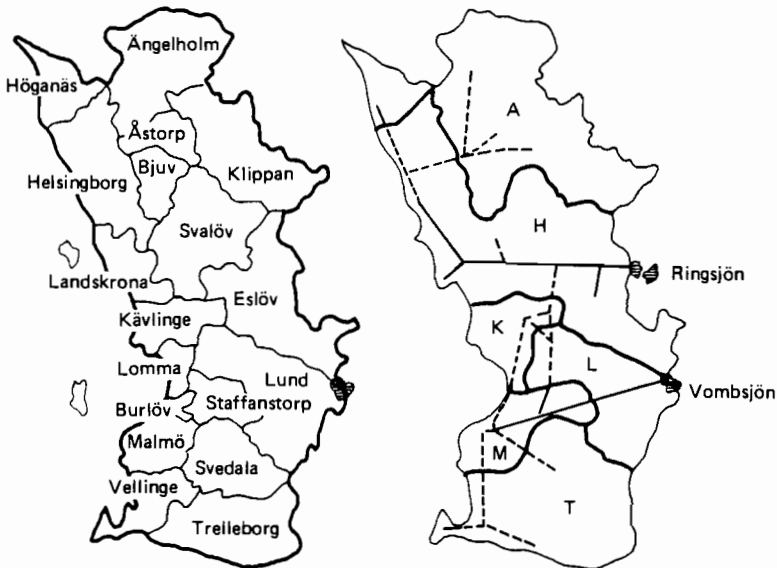 Ängelholm
Höganäs
Åstorp
Bjuv
Klippan
Helsingborg
Svalöv
Landskrona
Eslöv
Kävlinge
Lomma
Lund
Burlöv
Staffanstorp
Malmö
Svedala
Vellinge
Trelleborg
A
H
Ringsjön
K
L
Vombsjön
M
T